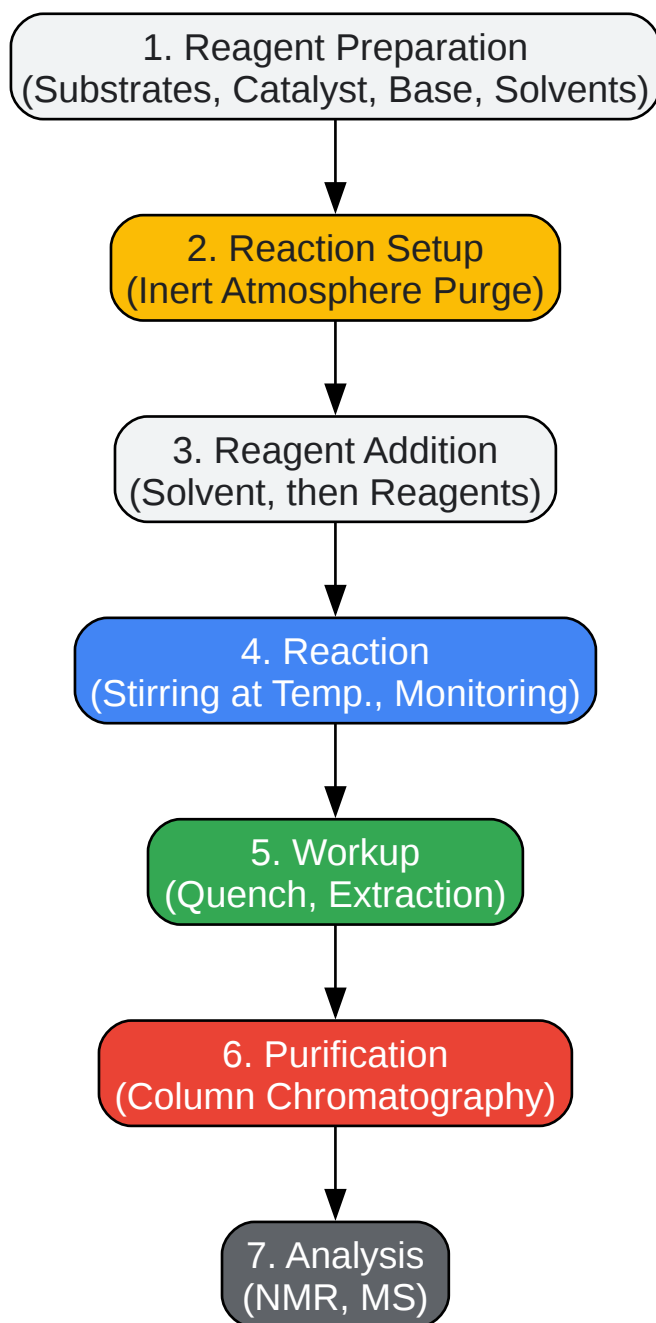 1. Reagent Preparation
(Substrates, Catalyst, Base, Solvents)
2. Reaction Setup
(Inert Atmosphere Purge)
3. Reagent Addition
(Solvent, then Reagents)
4. Reaction
(Stirring at Temp., Monitoring)
5. Workup
(Quench, Extraction)
6. Purification
(Column Chromatography)
7. Analysis
(NMR, MS)